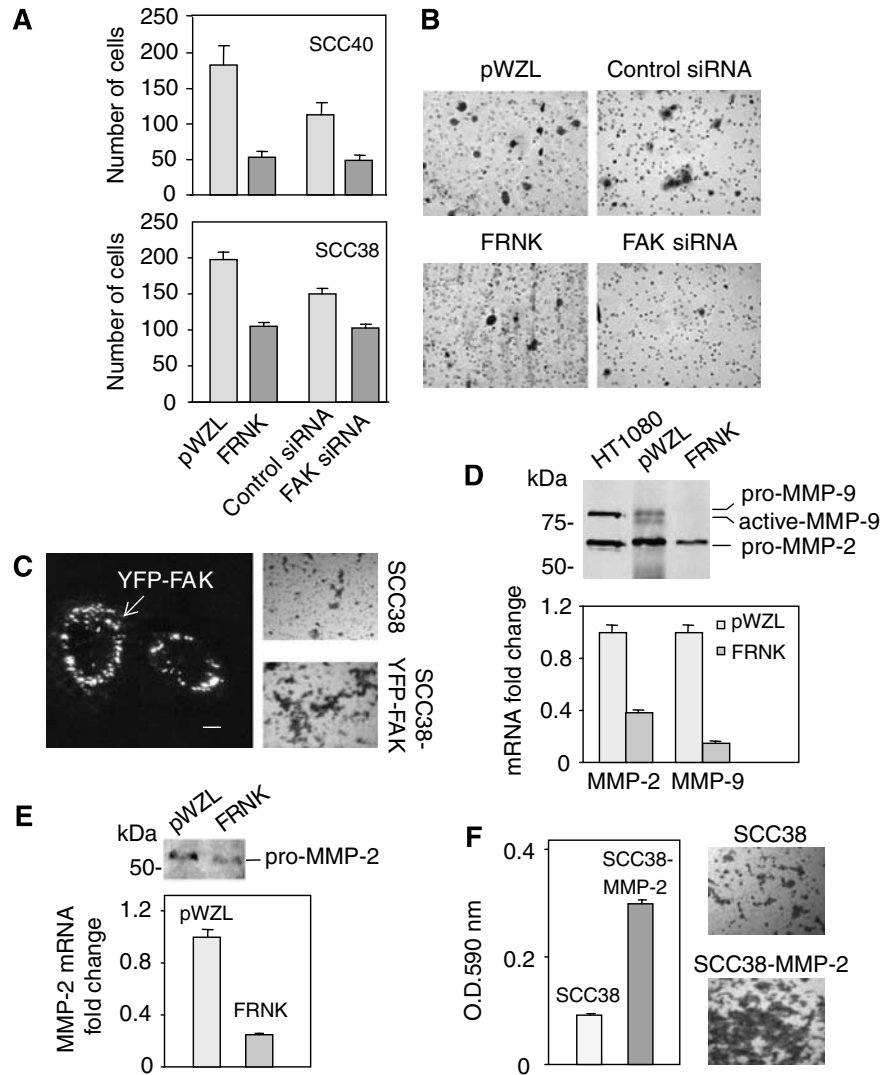 A
250
200
150
100
50
0
Number of cells
SCC40
250
200
150
100
50
0
Number of cells
SCC38
pWZL
FRNK
Control siRNA
FAK siRNA
B
pWZL
Control siRNA
FRNK
FAK siRNA
C
YFP-FAK
SCC38
SCC38-
YFP-FAK
D
HT1080
pWZL
FRNK
kDa
75-
50-
pro-MMP-9
active-MMP-9
pro-MMP-2
1.2
0.8
0.4
0
mRNA fold change
pWZL
FRNK
MMP-2
MMP-9
E
pWZL
FRNK
kDa
50-
pro-MMP-2
1.2
0.8
0.4
0
MMP-2 mRNA
fold change
pWZL
FRNK
F
0.4
0.2
0
O.D.590 nm
SCC38
SCC38-
MMP-2
SCC38
SCC38-MMP-2